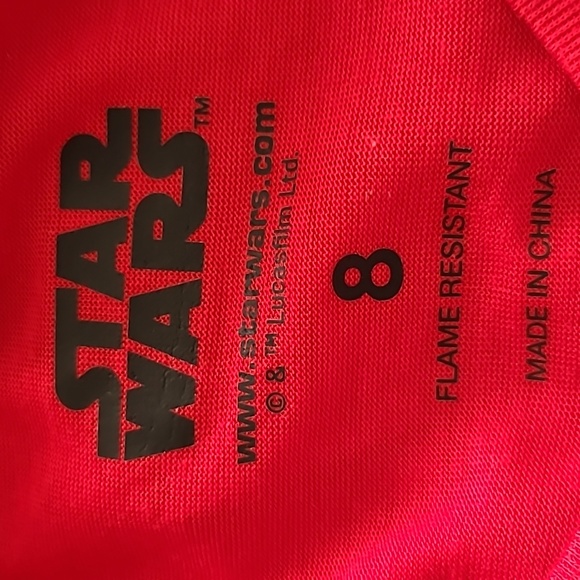 STAR
WARS™
www.starwars.com
© & ™ Lucasfilm Ltd.
8
FLAME RESISTANT
MADE IN CHINA